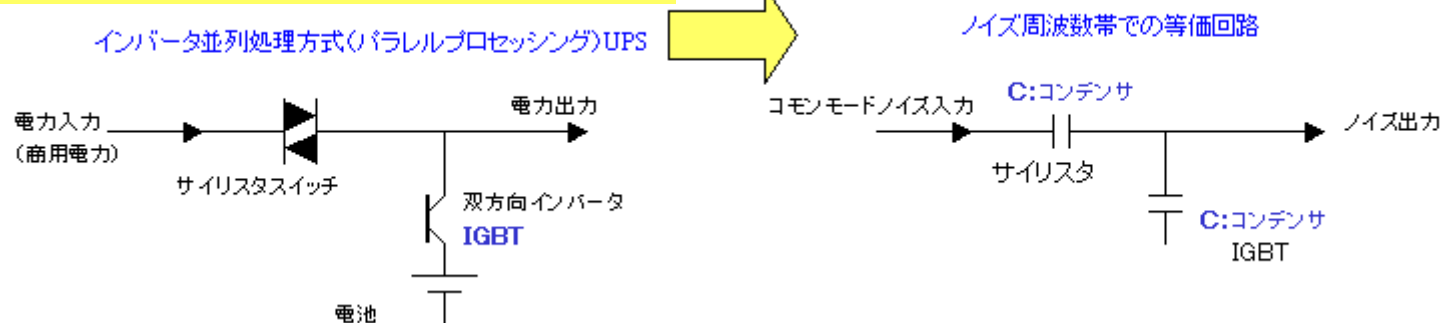 インバータ並列処理方式(パラレルプロセッシング)UPS
ノイズ周波数帯での等価回路
電力入力
(商用電力)
サイリスタスイッチ
電力出力
双方向インバータ
IGBT
電池
コモンモードノイズ入力
C:コンデンサ
サイリスタ
ノイズ出力
C:コンデンサ
IGBT